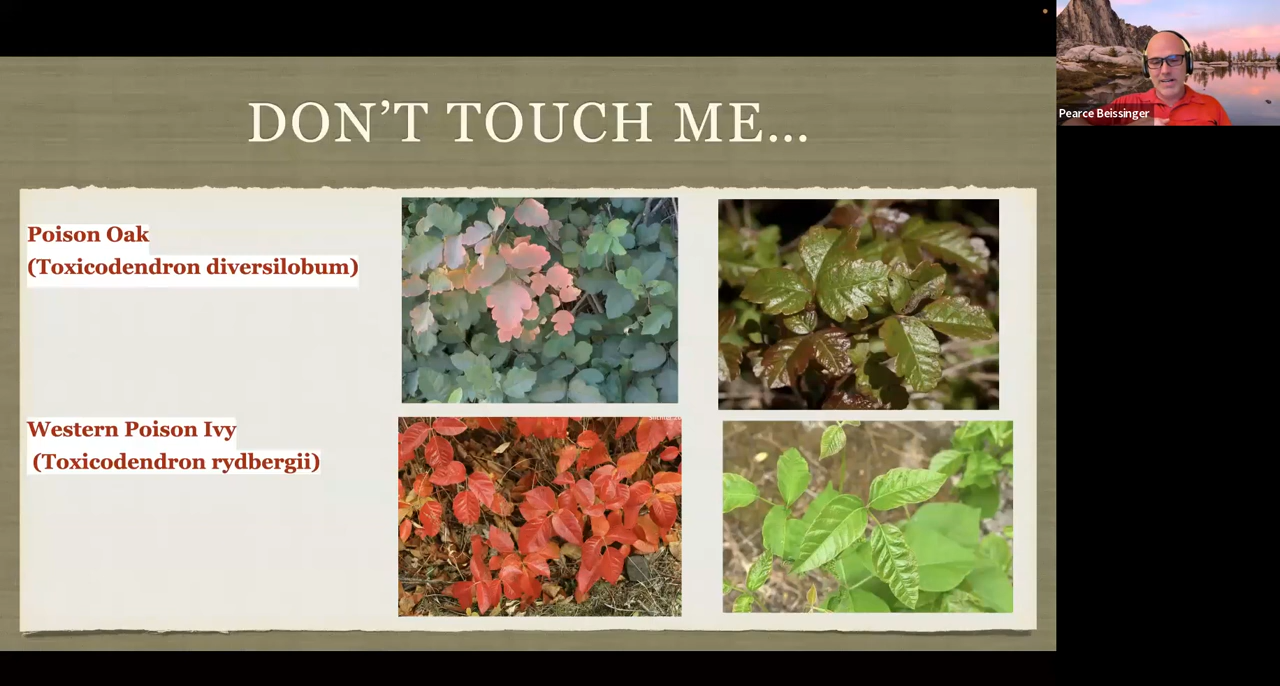 DON'T TOUCH ME...
Pearce Beissinger
Poison Oak
(Toxicodendron diversilobum)
Western Poison Ivy
(Toxicodendron rydbergii)